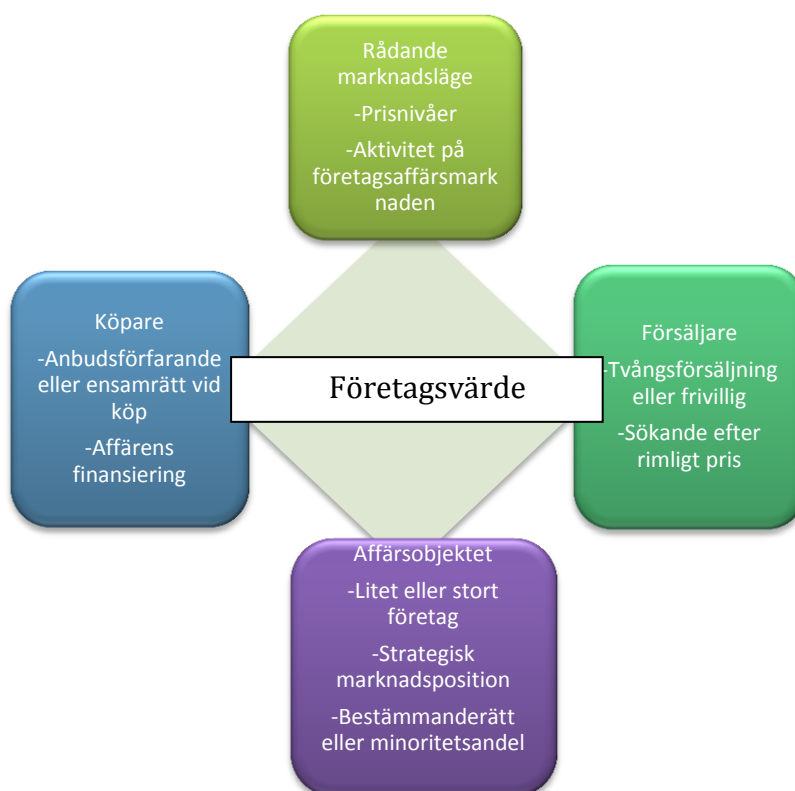 Rådande
marknadsläge
-Prisnivåer
-Aktivitet på
företagsaffärsmark
naden
Köpare
-Anbudsförfarande
eller ensamrätt vid
köp
-Affärens
finansiering
Företagsvärde
Försäljare
-Tvångsförsäljning
eller frivillig
-Sökande efter
rimligt pris
Affärsobjektet
-Litet eller stort
företag
-Strategisk
marknadsposition
-Bestämmanderätt
eller minoritetsandel